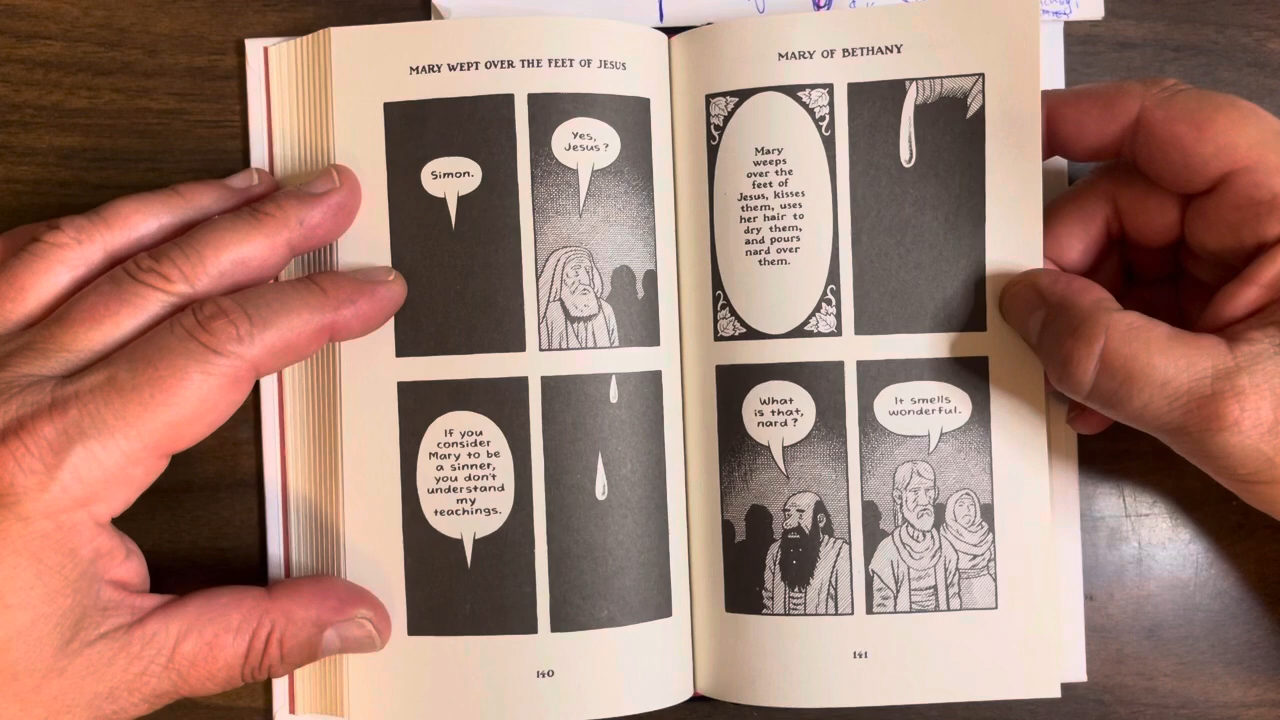 MARY WEPT OVER THE FEET OF JESUS
Simon.
Yes,
Jesus?
If you
consider
Mary to be
a sinner,
you don't
understand
my
teachings.
140
MARY OF BETHANY
Mary
weeps
over the
feet of
Jesus, kisses
them, uses
her hair to
dry them,
and pours
nard over
them.
What
is that,
nard?
It smells
wonderful.
141